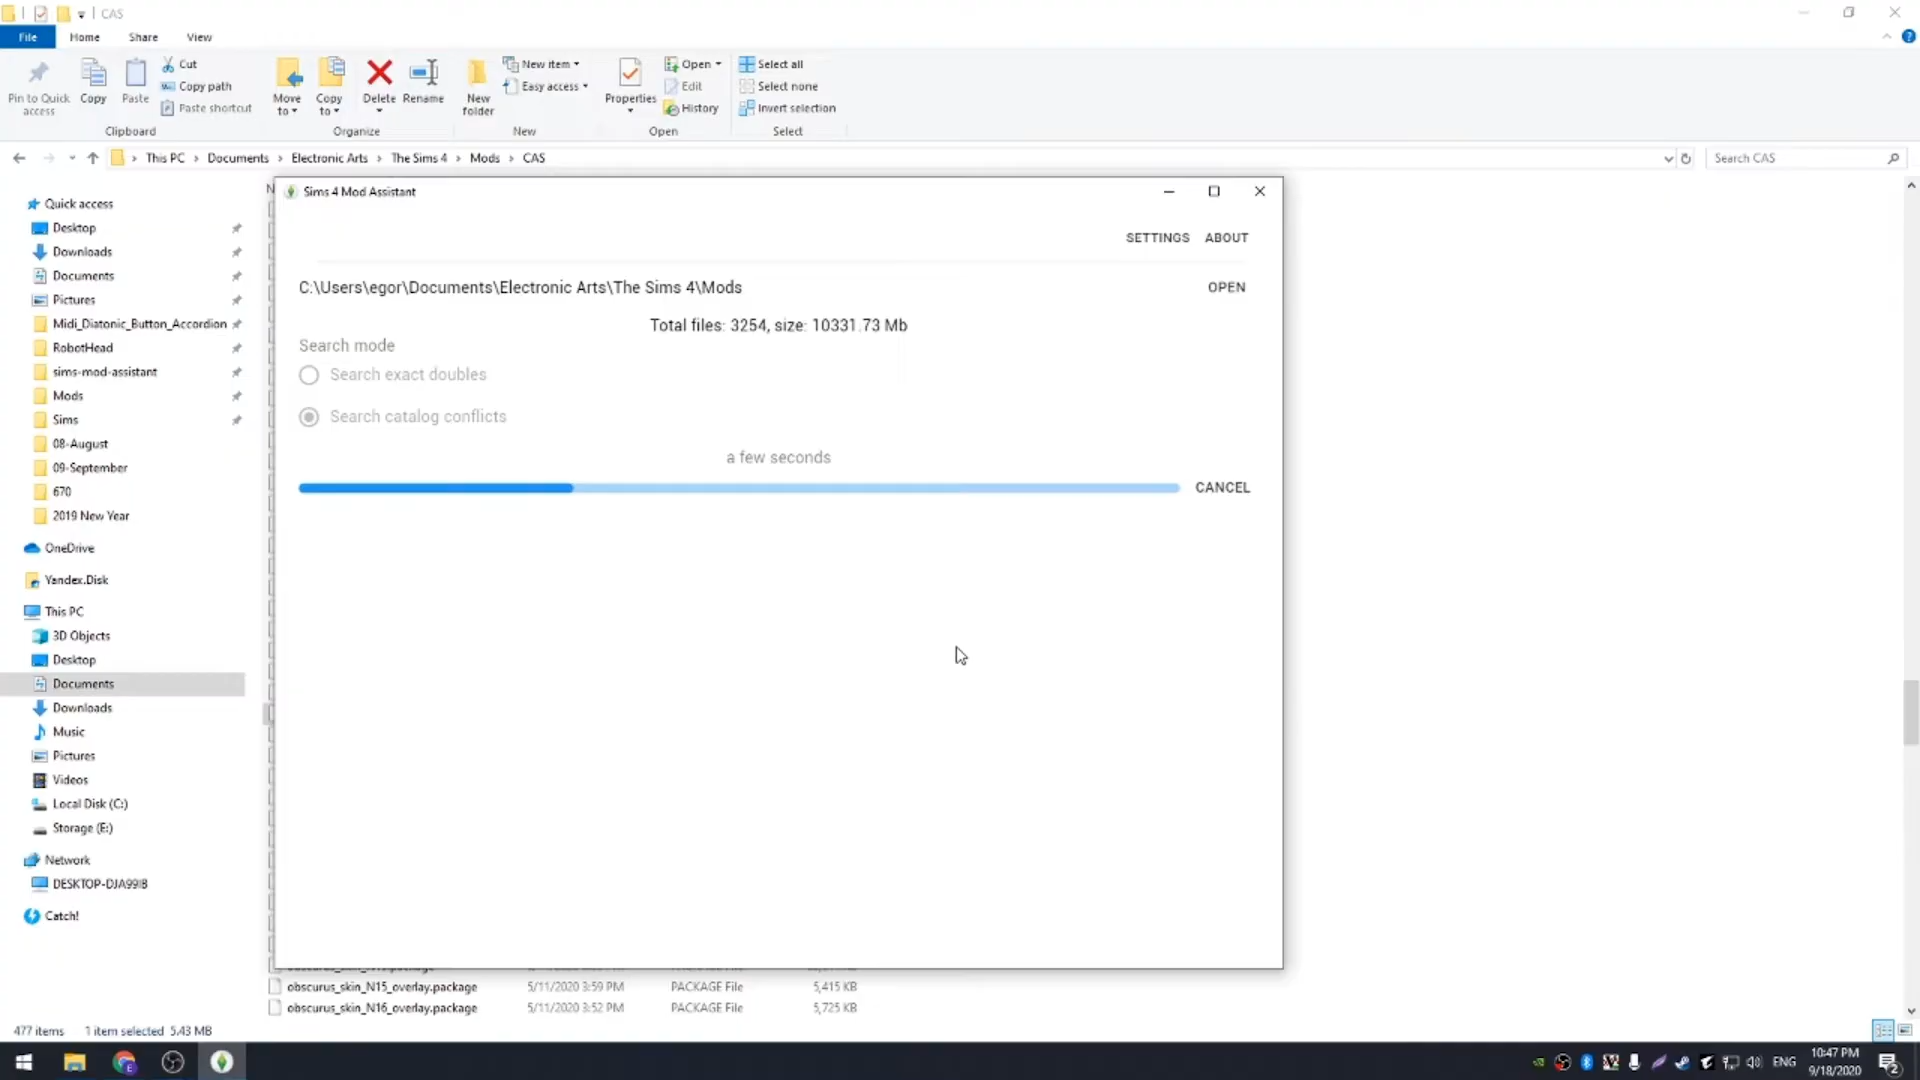 CAS
File Home Share View
Pin to Quick access
Copy
Paste
Cut
Copy path
Paste shortcut
Clipboard
Move to
Copy to
Delete
Rename
Organize
New folder
New item
Easy access
New
Properties
Open
Edit
History
Open
Select all
Select none
Invert selection
Select
This PC › Documents › Electronic Arts › The Sims 4 › Mods › CAS
Search CAS
Quick access
Desktop
Downloads
Documents
Pictures
Midi_Diatonic_Button_Accordion
RobotHead
sims-mod-assistant
Mods
Sims
08-August
09-September
670
2019 New Year
OneDrive
Yandex.Disk
This PC
3D Objects
Desktop
Documents
Downloads
Music
Pictures
Videos
Local Disk (C:)
Storage (E:)
Network
DESKTOP-DJA99IB
Catch!
Sims 4 Mod Assistant
SETTINGS ABOUT
C:\Users\egor\Documents\Electronic Arts\The Sims 4\Mods
OPEN
Total files: 3254, size: 10331.73 Mb
Search mode
Search exact doubles
Search catalog conflicts
a few seconds
CANCEL
obscurus_skin_N15_overlay.package 5/11/2020 3:59 PM PACKAGE File 5,415 KB
obscurus_skin_N16_overlay.package 5/11/2020 3:52 PM PACKAGE File 5,725 KB
477 items 1 item selected 5.43 MB
ENG
10:47 PM
9/18/2020
2